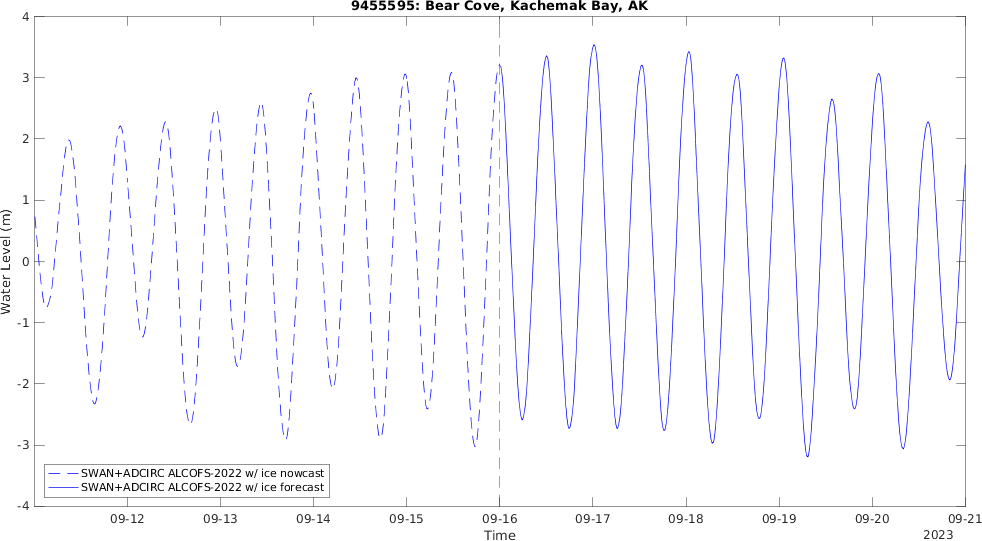 9455595: Bear Cove, Kachemak Bay, AK
Water Level (m)
4
3
2
1
0
-1
-2
-3
-4
SWAN+ADCIRC ALCOFS-2022 w/ ice nowcast
SWAN+ADCIRC ALCOFS-2022 w/ ice forecast
09-12 09-13 09-14 09-15 09-16 09-17 09-18 09-19 09-20 09-21
Time
2023